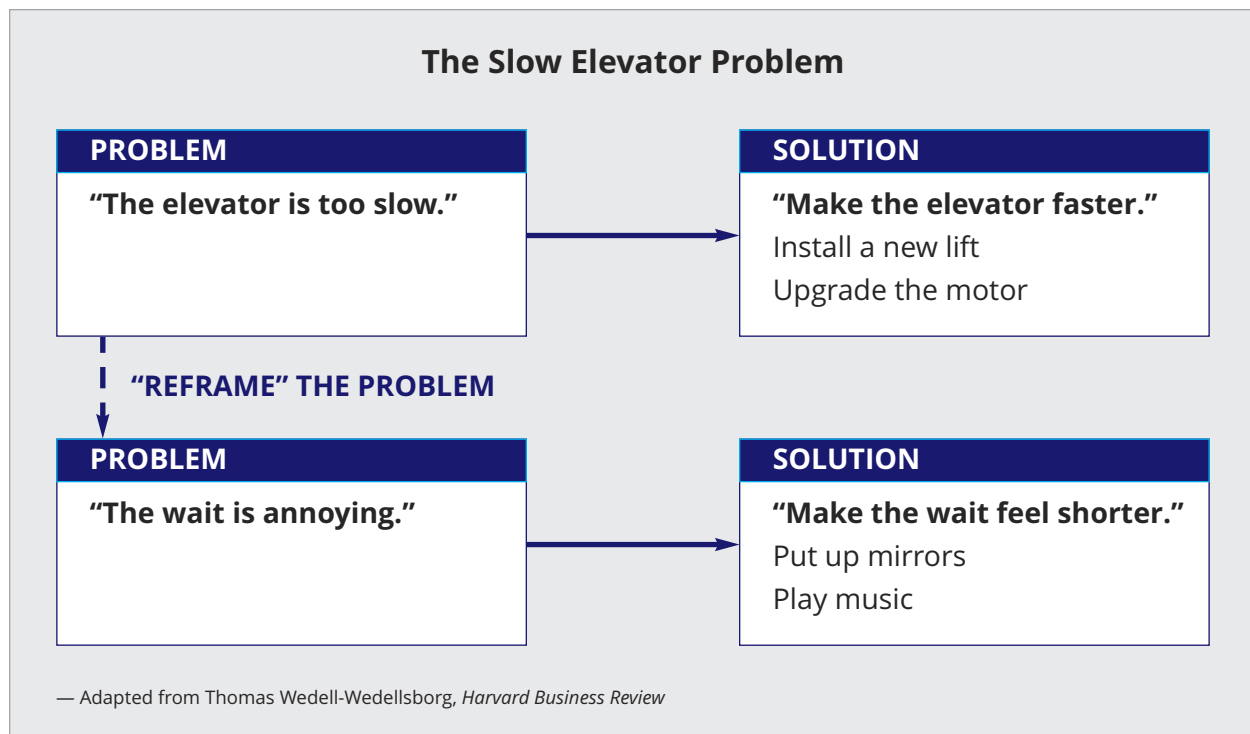 The Slow Elevator Problem
PROBLEM
“The elevator is too slow.”
SOLUTION
“Make the elevator faster.”
Install a new lift
Upgrade the motor
“REFRAME” THE PROBLEM
PROBLEM
“The wait is annoying.”
SOLUTION
“Make the wait feel shorter.”
Put up mirrors
Play music
— Adapted from Thomas Wedell-Wedellsborg, Harvard Business Review